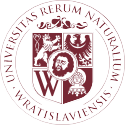 UNIVERSITAS RERUM NATURALIUM
WRATISLAVIENSIS
W